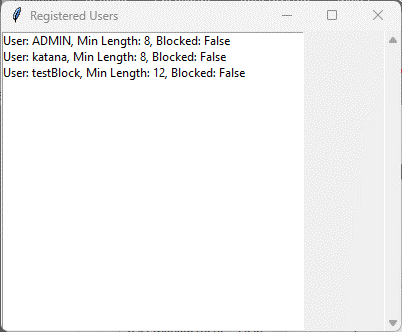 Registered Users
User: ADMIN, Min Length: 8, Blocked: False
User: katana, Min Length: 8, Blocked: False
User: testBlock, Min Length: 12, Blocked: False